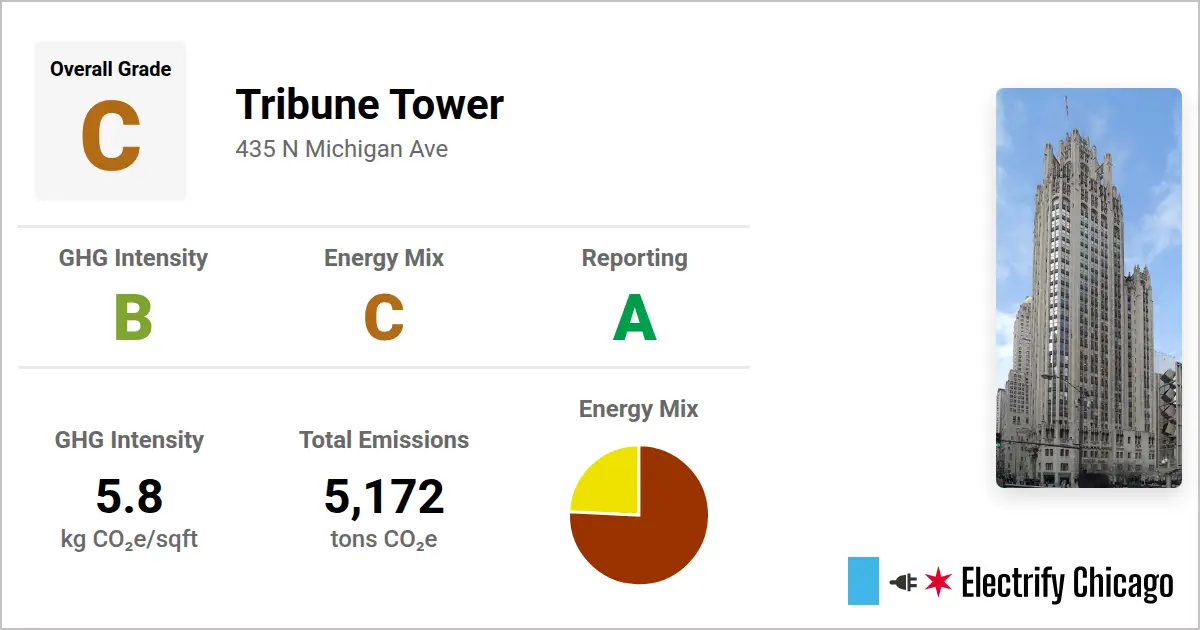 Overall Grade
C
Tribune Tower
435 N Michigan Ave
GHG Intensity
B
Energy Mix
C
Reporting
A
GHG Intensity
5.8
kg CO₂e/sqft
Total Emissions
5,172
tons CO₂e
Energy Mix
Electrify Chicago